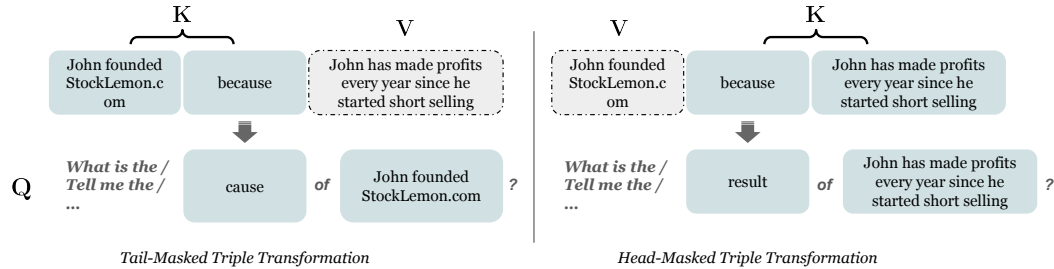 K
V
John founded
StockLemon.c
om
because
John has made profits
every year since he
started short selling
V
K
John founded
StockLemon.c
om
because
John has made profits
every year since he
started short selling
Q
What is the /
Tell me the /
...
cause
of
John founded
StockLemon.com
?
What is the /
Tell me the /
...
result
of
John has made profits
every year since he
started short selling
?
Tail-Masked Triple Transformation
Head-Masked Triple Transformation